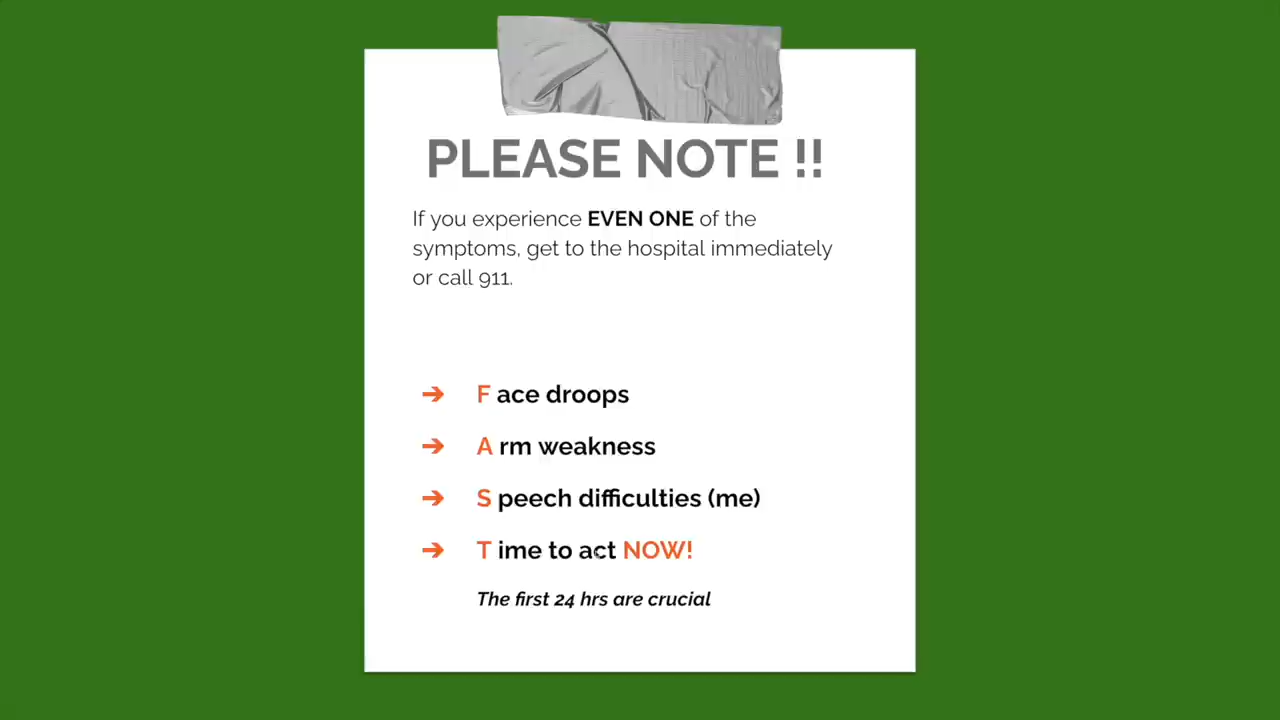 PLEASE NOTE !!
If you experience EVEN ONE of the
symptoms, get to the hospital immediately
or call 911.
➔ F ace droops
➔ A rm weakness
➔ S peech difficulties (me)
➔ T ime to act NOW!
The first 24 hrs are crucial